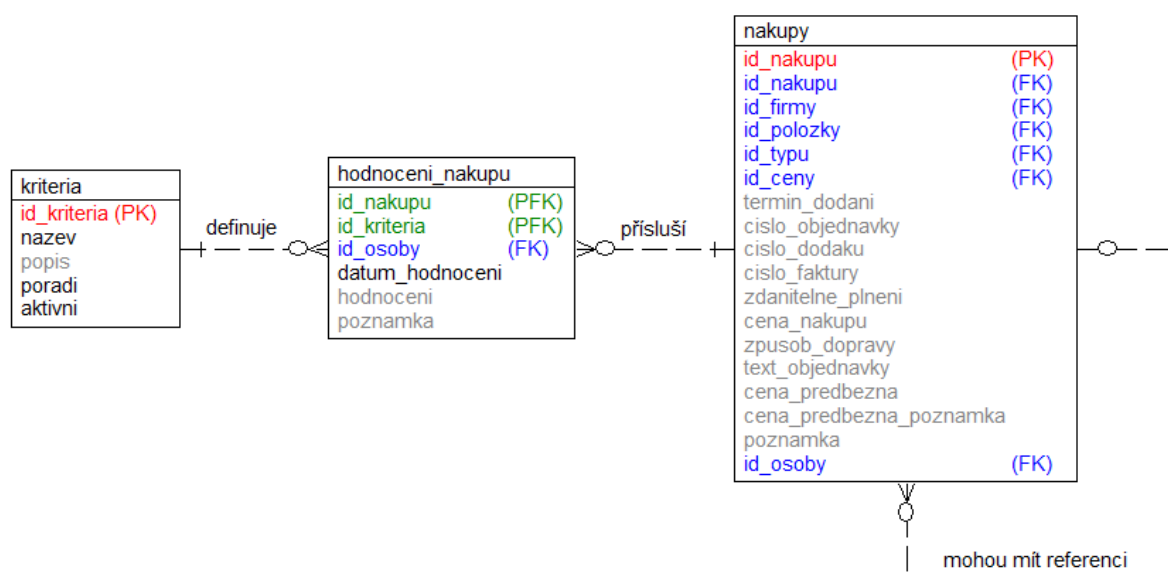 kriteria
id_kriteria (PK)
nazev
popis
poradi
aktivni
definuje
hodnoceni_nakupu
id_nakupu (PFK)
id_kriteria (PFK)
id_osoby (FK)
datum_hodnoceni
hodnoceni
poznamka
přísluší
nakupy
id_nakupu (PK)
id_nakupu (FK)
id_firmy (FK)
id_polozky (FK)
id_typu (FK)
id_ceny (FK)
termin_dodani
cislo_objednavky
cislo_dodaku
cislo_faktury
zdanitelne_plneni
cena_nakupu
zpusob_dopravy
text_objednavky
cena_predbezna
cena_predbezna_poznamka
poznamka
id_osoby (FK)
mohou mít referenci